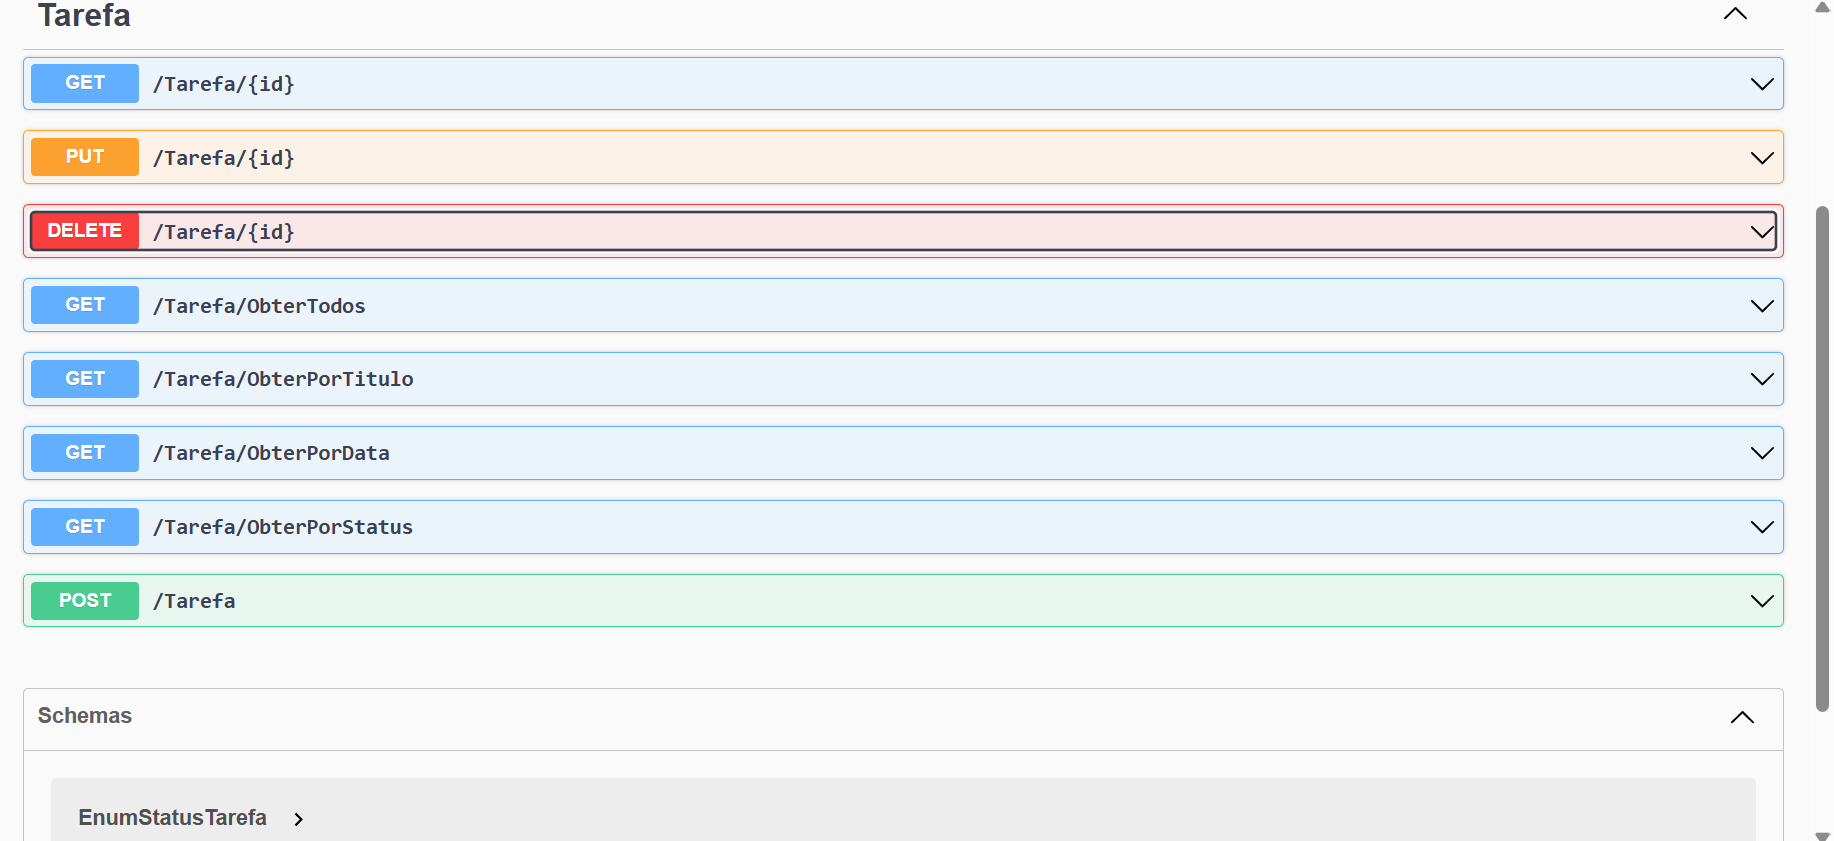 Tarefa
GET /Tarefa/{id}
PUT /Tarefa/{id}
DELETE /Tarefa/{id}
GET /Tarefa/ObterTodos
GET /Tarefa/ObterPorTitulo
GET /Tarefa/ObterPorData
GET /Tarefa/ObterPorStatus
POST /Tarefa
Schemas
EnumStatusTarefa